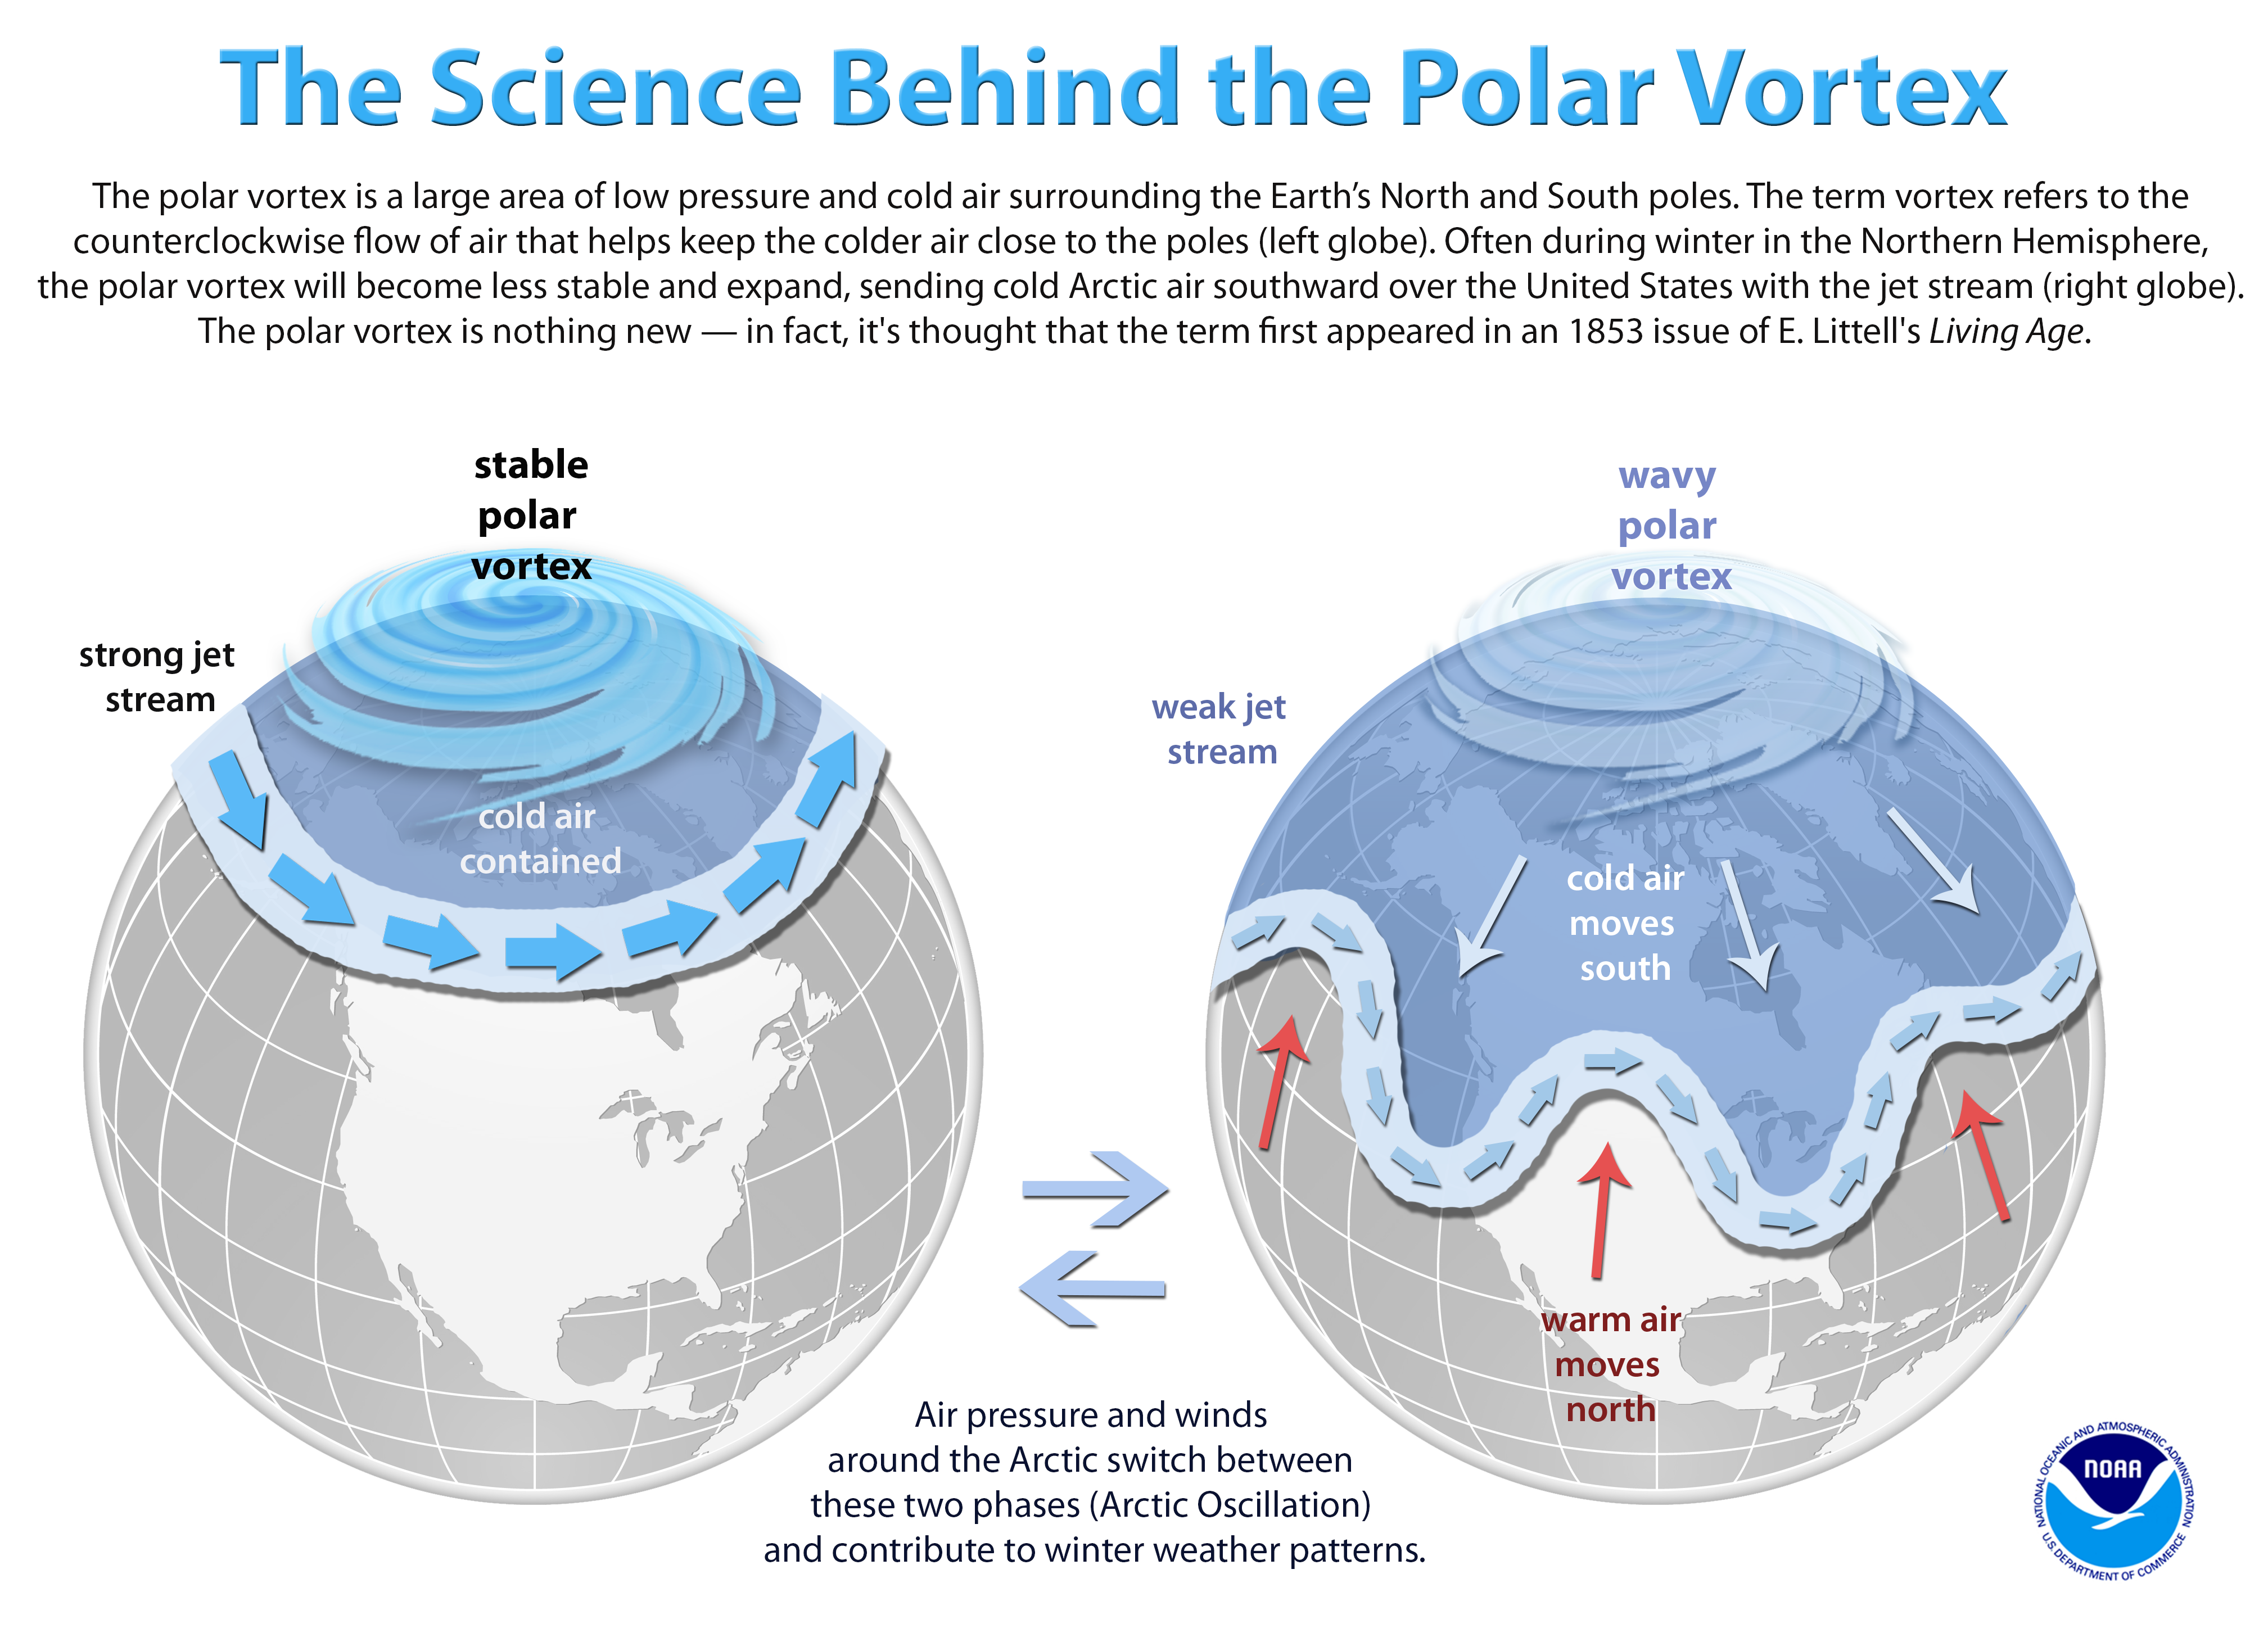 The Science Behind the Polar Vortex
The polar vortex is a large area of low pressure and cold air surrounding the Earth’s North and South poles. The term vortex refers to the
counterclockwise flow of air that helps keep the colder air close to the poles (left globe). Often during winter in the Northern Hemisphere,
the polar vortex will become less stable and expand, sending cold Arctic air southward over the United States with the jet stream (right globe).
The polar vortex is nothing new — in fact, it's thought that the term first appeared in an 1853 issue of E. Littell's Living Age.
stable
polar
vortex
strong jet
stream
cold air
contained
wavy
polar
vortex
weak jet
stream
cold air
moves
south
warm air
moves
north
Air pressure and winds
around the Arctic switch between
these two phases (Arctic Oscillation)
and contribute to winter weather patterns.
NATIONAL OCEANIC AND ATMOSPHERIC ADMINISTRATION
NOAA
U.S. DEPARTMENT OF COMMERCE